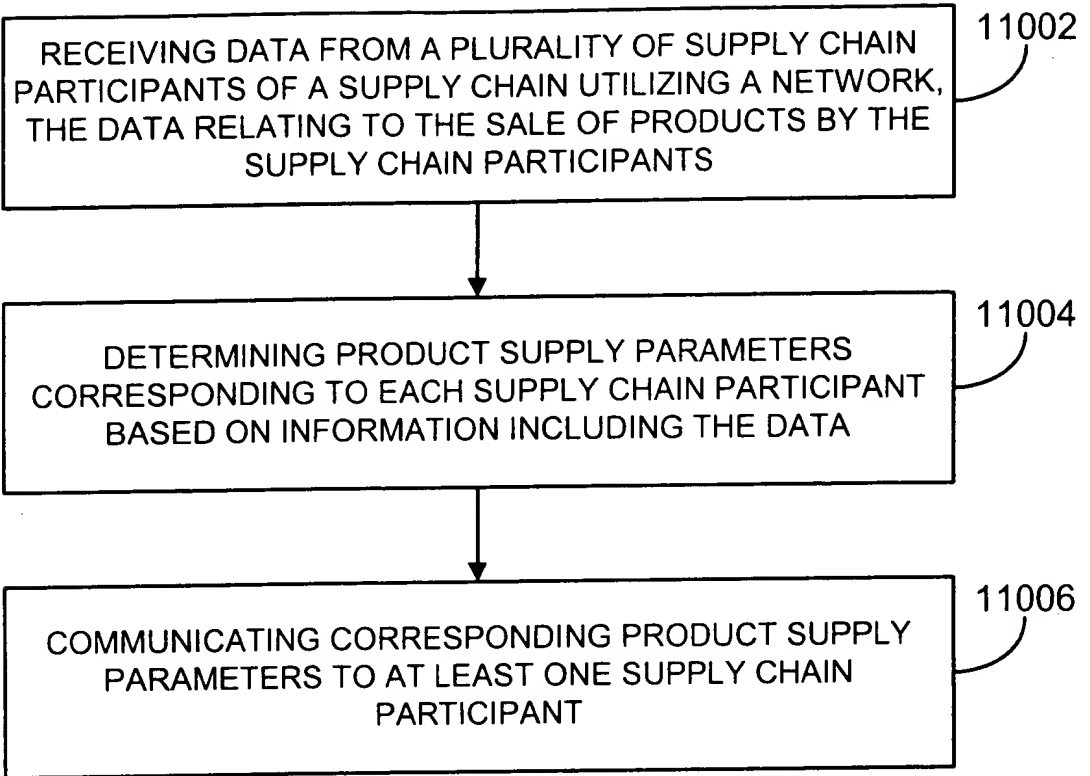 RECEIVING DATA FROM A PLURALITY OF SUPPLY CHAIN
PARTICIPANTS OF A SUPPLY CHAIN UTILIZING A NETWORK,
THE DATA RELATING TO THE SALE OF PRODUCTS BY THE
SUPPLY CHAIN PARTICIPANTS
11002
DETERMINING PRODUCT SUPPLY PARAMETERS
CORRESPONDING TO EACH SUPPLY CHAIN PARTICIPANT
BASED ON INFORMATION INCLUDING THE DATA
11004
COMMUNICATING CORRESPONDING PRODUCT SUPPLY
PARAMETERS TO AT LEAST ONE SUPPLY CHAIN
PARTICIPANT
11006